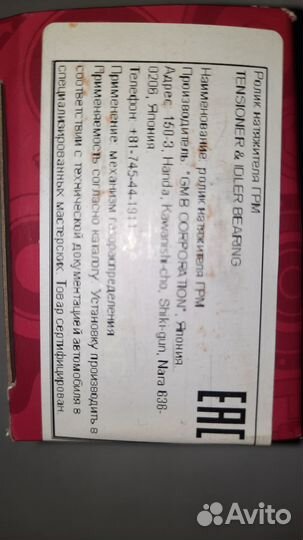 Ролик натяжителя ГРМ
TENSIONER & IDLER BEARING
Наименование: ролик натяжителя ГРМ
Производитель: "GMB CORPORATION", Япония.
Адрес: 150-3, Handa, Kawanishi-cho, Shiki-gun, Nara 636-
0206, Япония.
Телефон: +81-745-44-1911
Применение: механизм газораспределения
Применяемость согласно каталогу. Установку производить в
соответствии с технической документацией автомобиля в
специализированных мастерских. Товар сертифицирован.
EAC
Avito